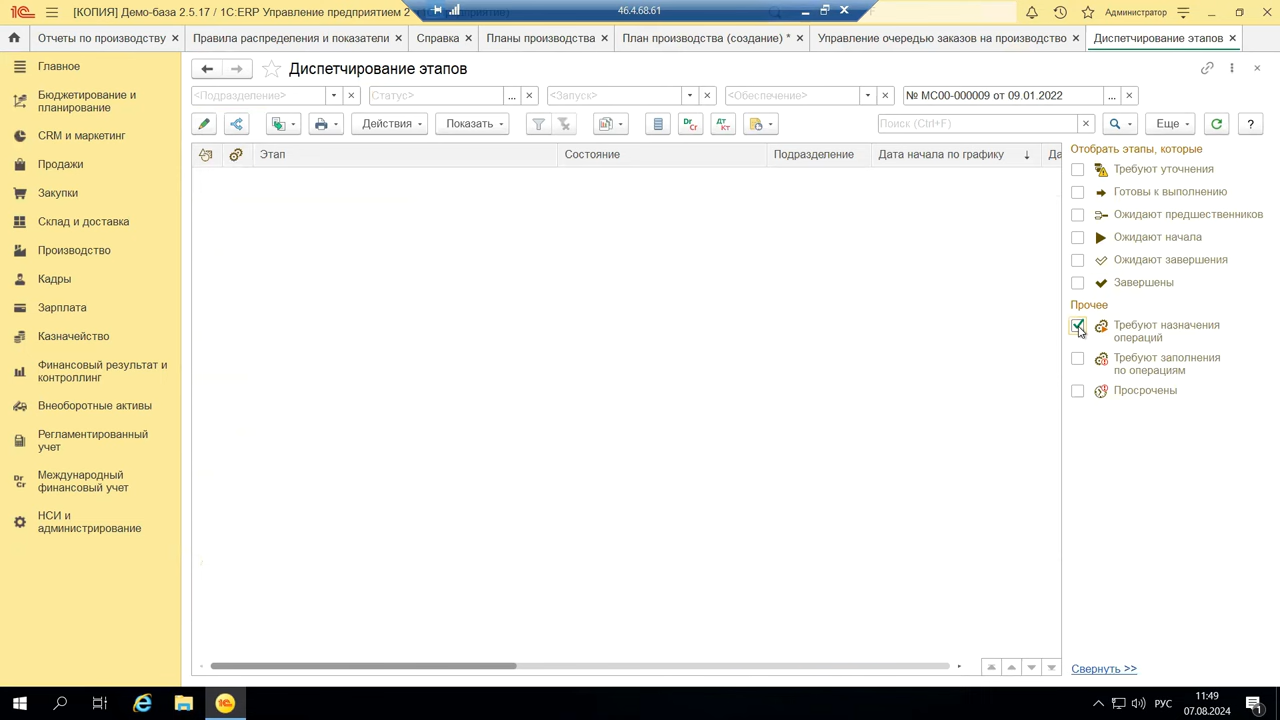 [КОПИЯ] Демо-база 2.5.17 / 1С:ERP Управление предприятием 2
46.4.68.61
Администратор
Отчеты по производству
Правила распределения и показатели
Справка
Планы производства
План производства (создание) *
Управление очередью заказов на производство
Диспетчирование этапов
Главное
Бюджетирование и
планирование
CRM и маркетинг
Продажи
Закупки
Склад и доставка
Производство
Кадры
Зарплата
Казначейство
Финансовый результат и
контроллинг
Внеоборотные активы
Регламентированный
учет
Международный
финансовый учет
НСИ и
администрирование
Диспетчирование этапов
<Подразделение>
<Статус>
<Запуск>
<Обеспечение>
№ МС00-000009 от 09.01.2022
Действия
Показать
Поиск (Ctrl+F)
Еще
?
Этап
Состояние
Подразделение
Дата начала по графику
Да
Отобрать этапы, которые
Требуют уточнения
Готовы к выполнению
Ожидают предшественников
Ожидают начала
Ожидают завершения
Завершены
Прочее
Требуют назначения
операций
Требуют заполнения
по операциям
Просрочены
Свернуть >>
РУС
11:49
07.08.2024